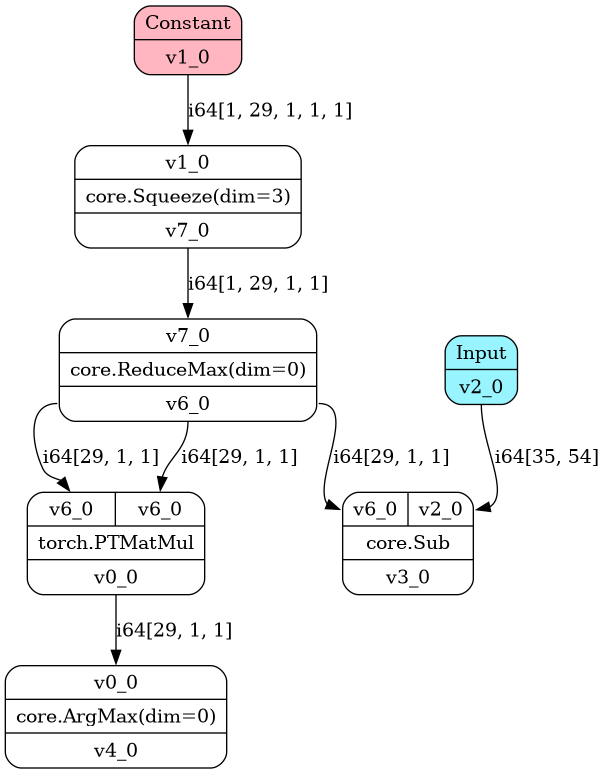 Constant
v1_0
i64[1, 29, 1, 1, 1]
v1_0
core.Squeeze(dim=3)
v7_0
i64[1, 29, 1, 1]
v7_0
core.ReduceMax(dim=0)
v6_0
Input
v2_0
i64[29, 1, 1]
i64[29, 1, 1]
i64[29, 1, 1]
i64[35, 54]
v6_0
v6_0
torch.PTMatMul
v0_0
v6_0
v2_0
core.Sub
v3_0
i64[29, 1, 1]
v0_0
core.ArgMax(dim=0)
v4_0